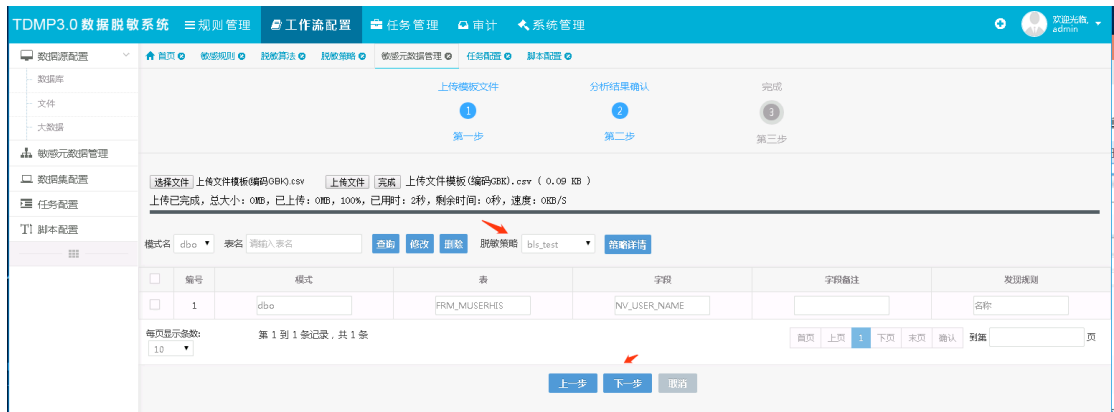 TDMP3.0 数据脱敏系统 规则管理 工作流配置 任务管理 审计 系统管理 欢迎光临, admin
数据源配置 首页 敏感规则 脱敏算法 脱敏策略 敏感元数据管理 任务配置 脚本配置
数据库
文件
大数据
敏感元数据管理
数据集配置
任务配置
脚本配置
上传模板文件 分析结果确认 完成
1 2 3
第一步 第二步 第三步
选择文件 上传文件模板(编码GBK).csv 上传文件 完成 上传文件模板(编码GBK).csv ( 0.09 KB )
上传已完成, 总大小: 0MB, 已上传: 0MB, 100%, 已用时: 2秒, 剩余时间: 0秒, 速度: 0KB/S
模式名 dbo 表名 请输入表名 查询 修改 删除 脱敏策略 bls_test 策略详情
编号 模式 表 字段 字段备注 发现规则
1 dbo FRM_MUSERHIS NV_USER_NAME 名称
每页显示条数: 第 1 到 1 条记录 , 共 1 条 首页 上页 1 下页 末页 确认 到第 页
10
上一步 下一步 取消